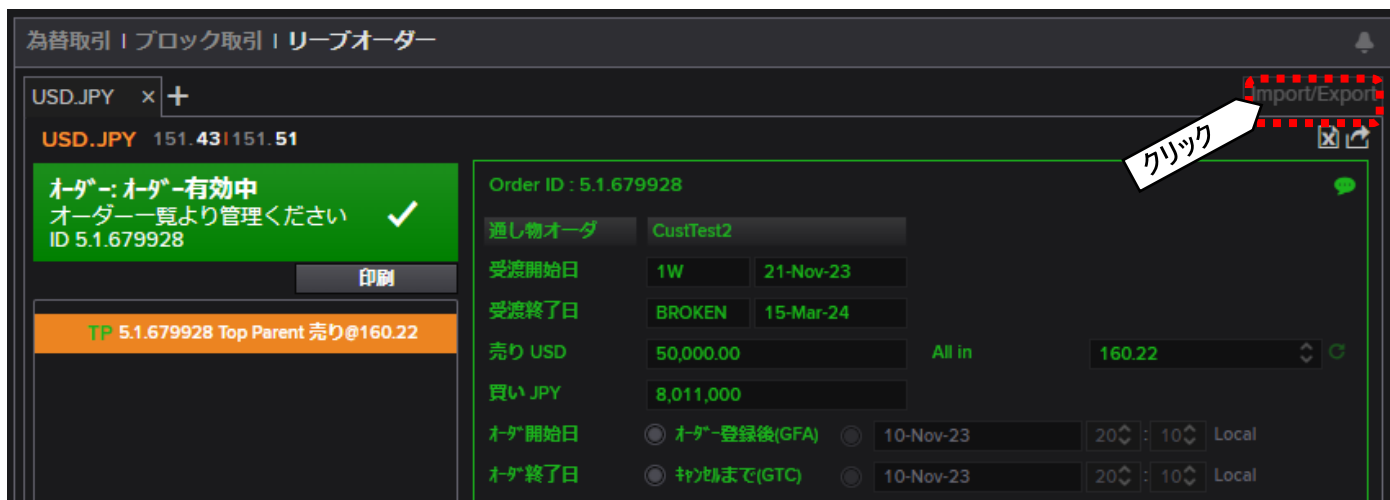 為替取引 | ブロック取引 | リーブオーダー
USD.JPY × +
Import/Export
USD.JPY 151.43|151.51
クリック
ｵｰﾀﾞｰ: ｵｰﾀﾞｰ有効中
オーダー一覧より管理ください
ID 5.1.679928
印刷
TP 5.1.679928 Top Parent 売り@160.22
Order ID : 5.1.679928
通し物オーダ CustTest2
受渡開始日 1W 21-Nov-23
受渡終了日 BROKEN 15-Mar-24
売り USD 50,000.00 All in 160.22
買い JPY 8,011,000
ｵｰﾀﾞ開始日 ｵｰﾀﾞｰ登録後(GFA) 10-Nov-23 20 : 10 Local
ｵｰﾀﾞ終了日 ｷｬﾝｾﾙまで(GTC) 10-Nov-23 20 : 10 Local